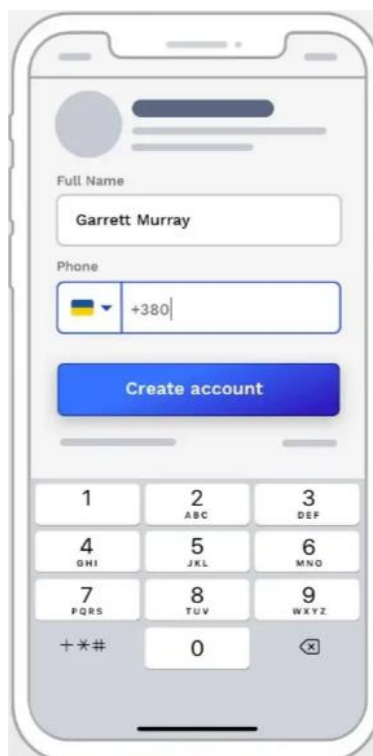 Full Name
Garrett Murray
Phone
+380
Create account
1 2 3
ABC DEF
4 5 6
GHI JKL MNO
7 8 9
PQRS TUV WXYZ
+*# 0